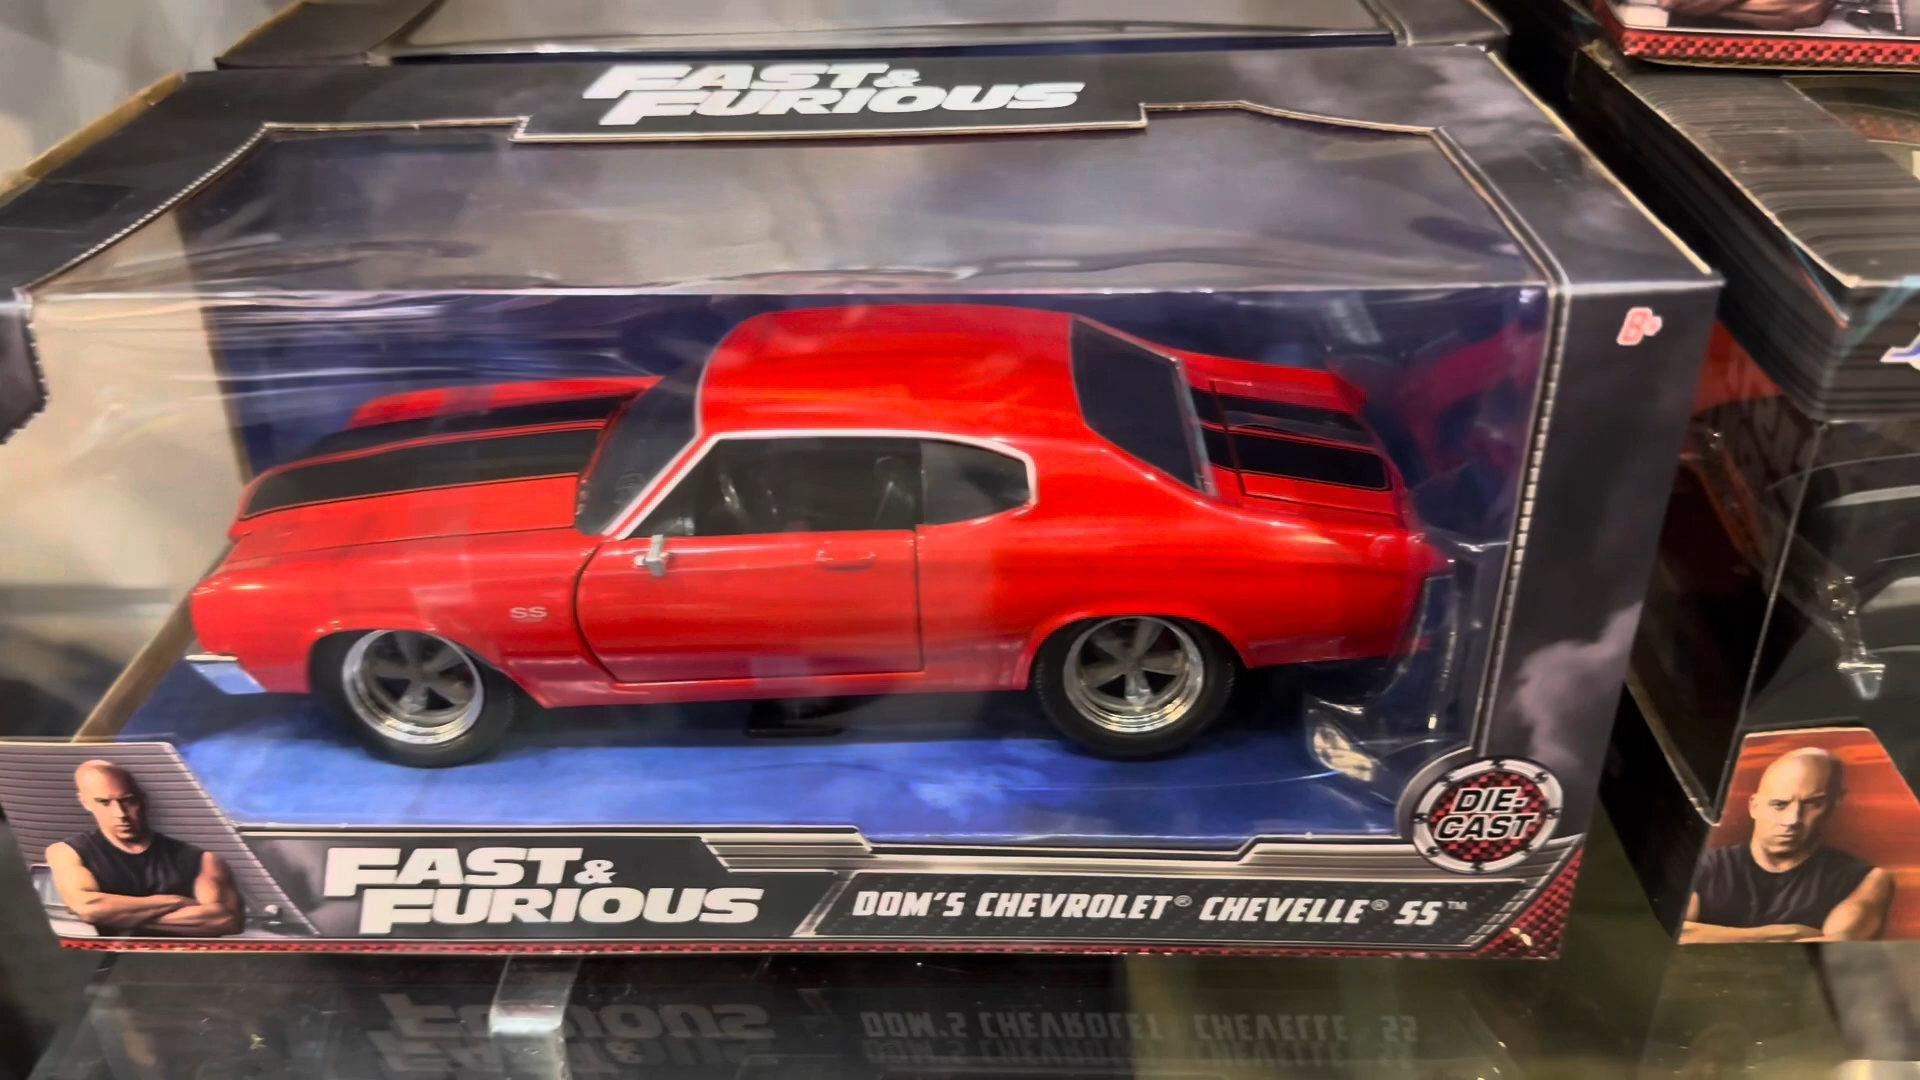 FAST &
FURIOUS
8+
SS
DIE-
CAST
FAST &
FURIOUS
DOM'S CHEVROLET® CHEVELLE® SS™